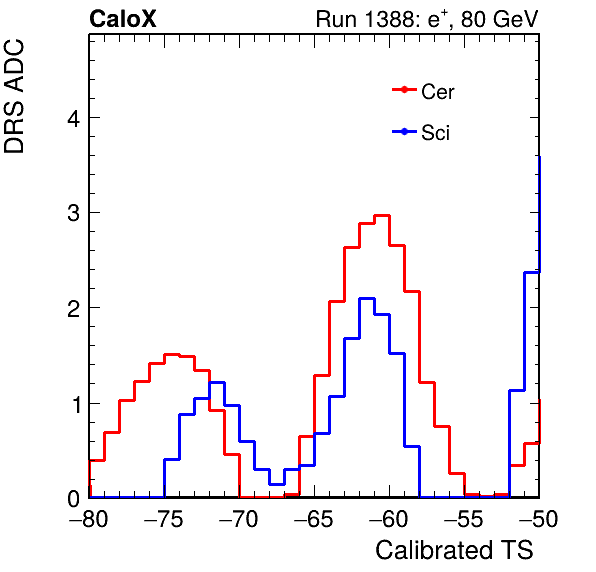 CaloX Run 1388: e⁺, 80 GeV
DRS ADC
Cer
Sci
4
3
2
1
0
−80 −75 −70 −65 −60 −55 −50
Calibrated TS